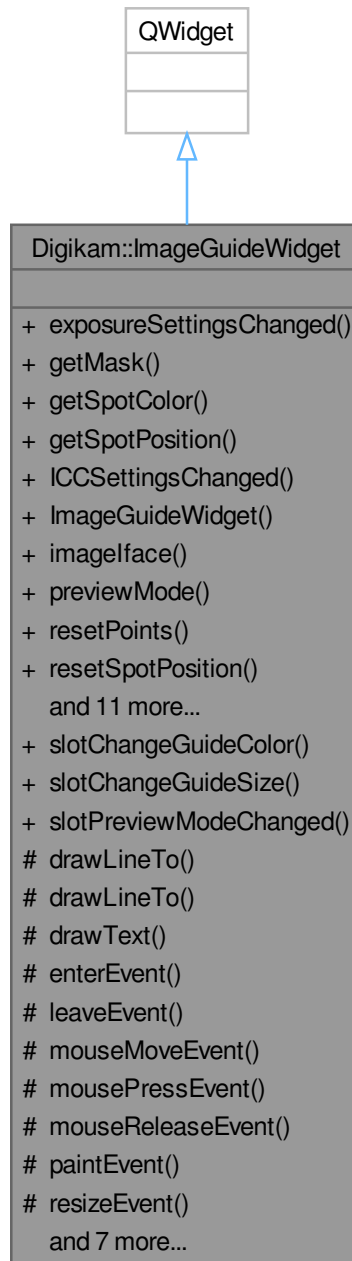 QWidget
Digikam::ImageGuideWidget
+ exposureSettingsChanged()
+ getMask()
+ getSpotColor()
+ getSpotPosition()
+ ICCSettingsChanged()
+ ImageGuideWidget()
+ imageIface()
+ previewMode()
+ resetPoints()
+ resetSpotPosition()
and 11 more...
+ slotChangeGuideColor()
+ slotChangeGuideSize()
+ slotPreviewModeChanged()
# drawLineTo()
# drawLineTo()
# drawText()
# enterEvent()
# leaveEvent()
# mouseMoveEvent()
# mousePressEvent()
# mouseReleaseEvent()
# paintEvent()
# resizeEvent()
and 7 more...